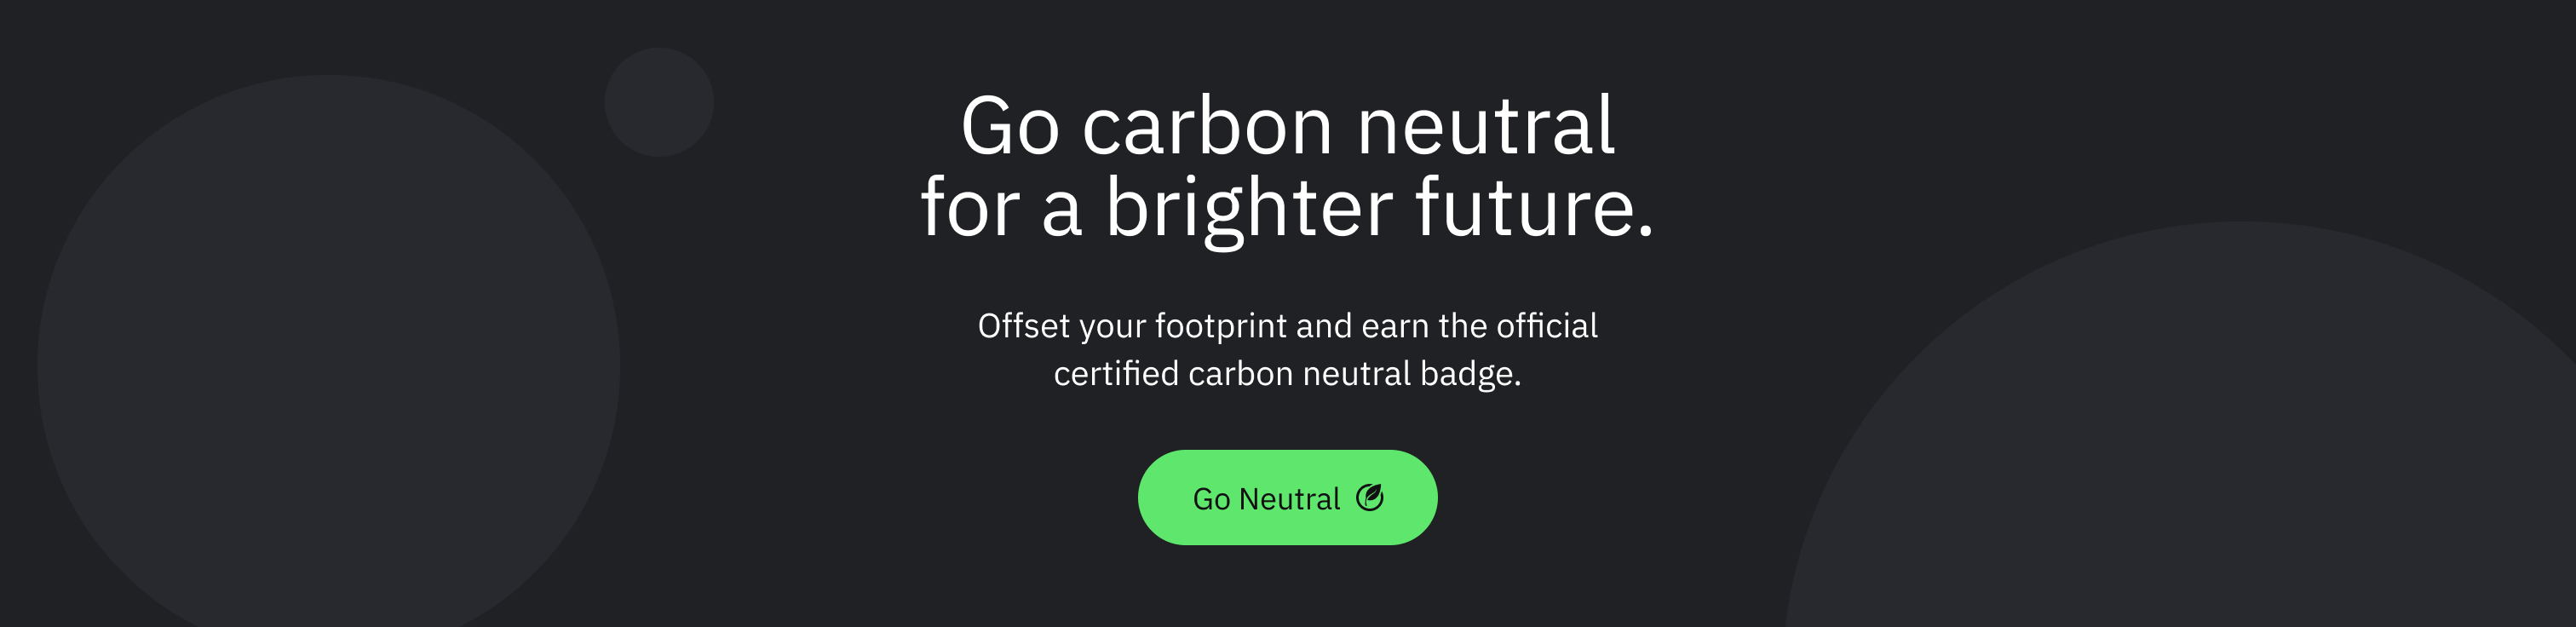 Go carbon neutral
for a brighter future.
Offset your footprint and earn the official
certified carbon neutral badge.
Go Neutral